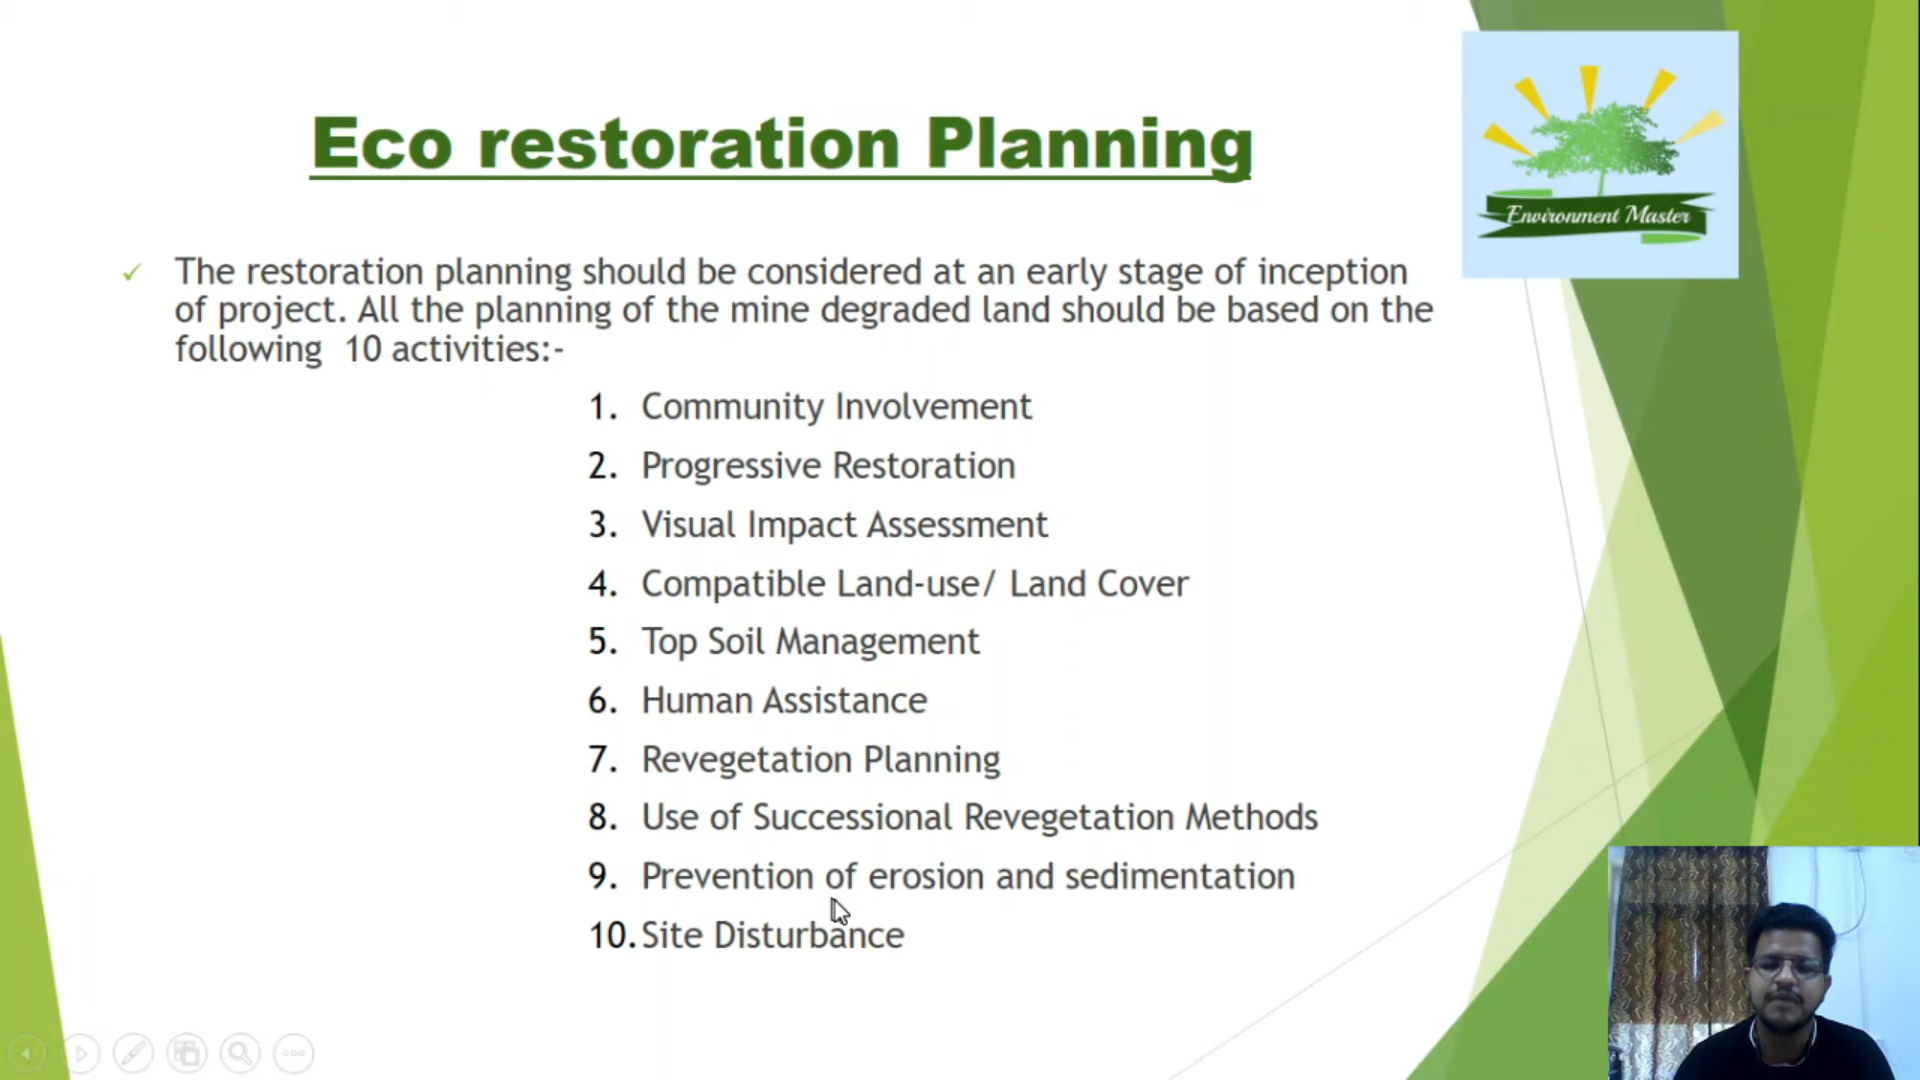 Eco restoration Planning
Environment Master
✓ The restoration planning should be considered at an early stage of inception
of project. All the planning of the mine degraded land should be based on the
following 10 activities:-
1. Community Involvement
2. Progressive Restoration
3. Visual Impact Assessment
4. Compatible Land-use/ Land Cover
5. Top Soil Management
6. Human Assistance
7. Revegetation Planning
8. Use of Successional Revegetation Methods
9. Prevention of erosion and sedimentation
10. Site Disturbance